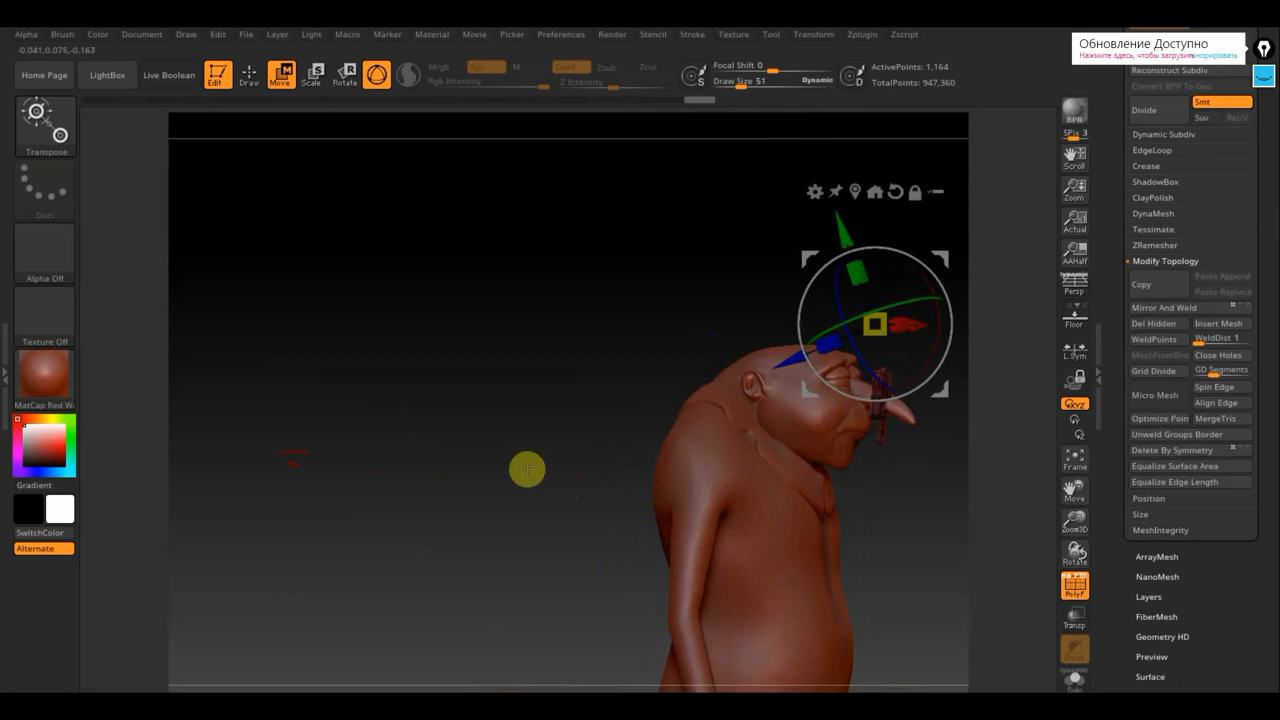 Alpha Brush Color Document Draw Edit File Layer Light Macro Marker Material Movie Picker Preferences Render Stencil Stroke Texture Tool Transform Zplugin Zscript
-0.041,0.075,-0.163
Обновление Доступно
Нажмите здесь, чтобы загрузить
Home Page LightBox Live Boolean
Edit Draw Move Scale Rotate
Mrgb Rgb M
Rgb Intensity
Zadd Zsub Zcut
Z Intensity
S
Focal Shift 0
Draw Size 51 Dynamic
D
ActivePoints: 1,164
TotalPoints: 947,360
Transpose
Dots
Alpha Off
Texture Off
MatCap Red W
Gradient
SwitchColor
Alternate
BPR
SPix 3
Scroll
Zoom
Actual
AAHalf
Dynamic
Persp
Floor
L.Sym
XYZ
Y
Z
Frame
Move
Zoom3D
Rotate
PolyF
Transp
Ghost
Dynamic
Solo
Reconstruct Subdiv
Convert BPR To Geo
Divide Smt
Suv ReUV
Dynamic Subdiv
EdgeLoop
Crease
ShadowBox
ClayPolish
DynaMesh
Tessimate
ZRemesher
Modify Topology
Copy Paste Append
Paste Replace
Mirror And Weld
Del Hidden Insert Mesh
WeldPoints WeldDist 1
MeshFromBru Close Holes
Grid Divide GD Segments
Micro Mesh Spin Edge
Align Edge
Optimize Poin MergeTris
Unweld Groups Border
Delete By Symmetry
Equalize Surface Area
Equalize Edge Length
Position
Size
MeshIntegrity
ArrayMesh
NanoMesh
Layers
FiberMesh
Geometry HD
Preview
Surface